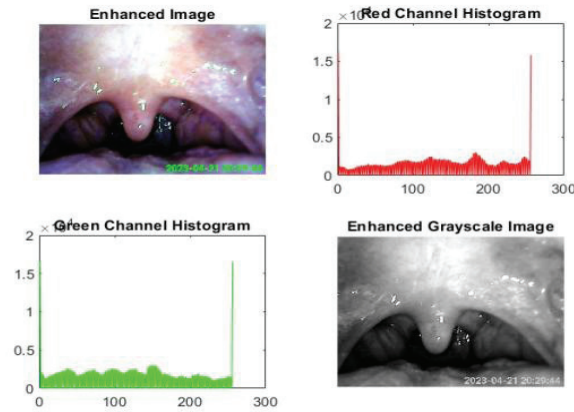 Enhanced Image
Red Channel Histogram
2
1.5
1
0.5
0
0 100 200 300
Green Channel Histogram
2
1.5
1
0.5
0
0 100 200 300
Enhanced Grayscale Image
2023-04-21 20:29:44